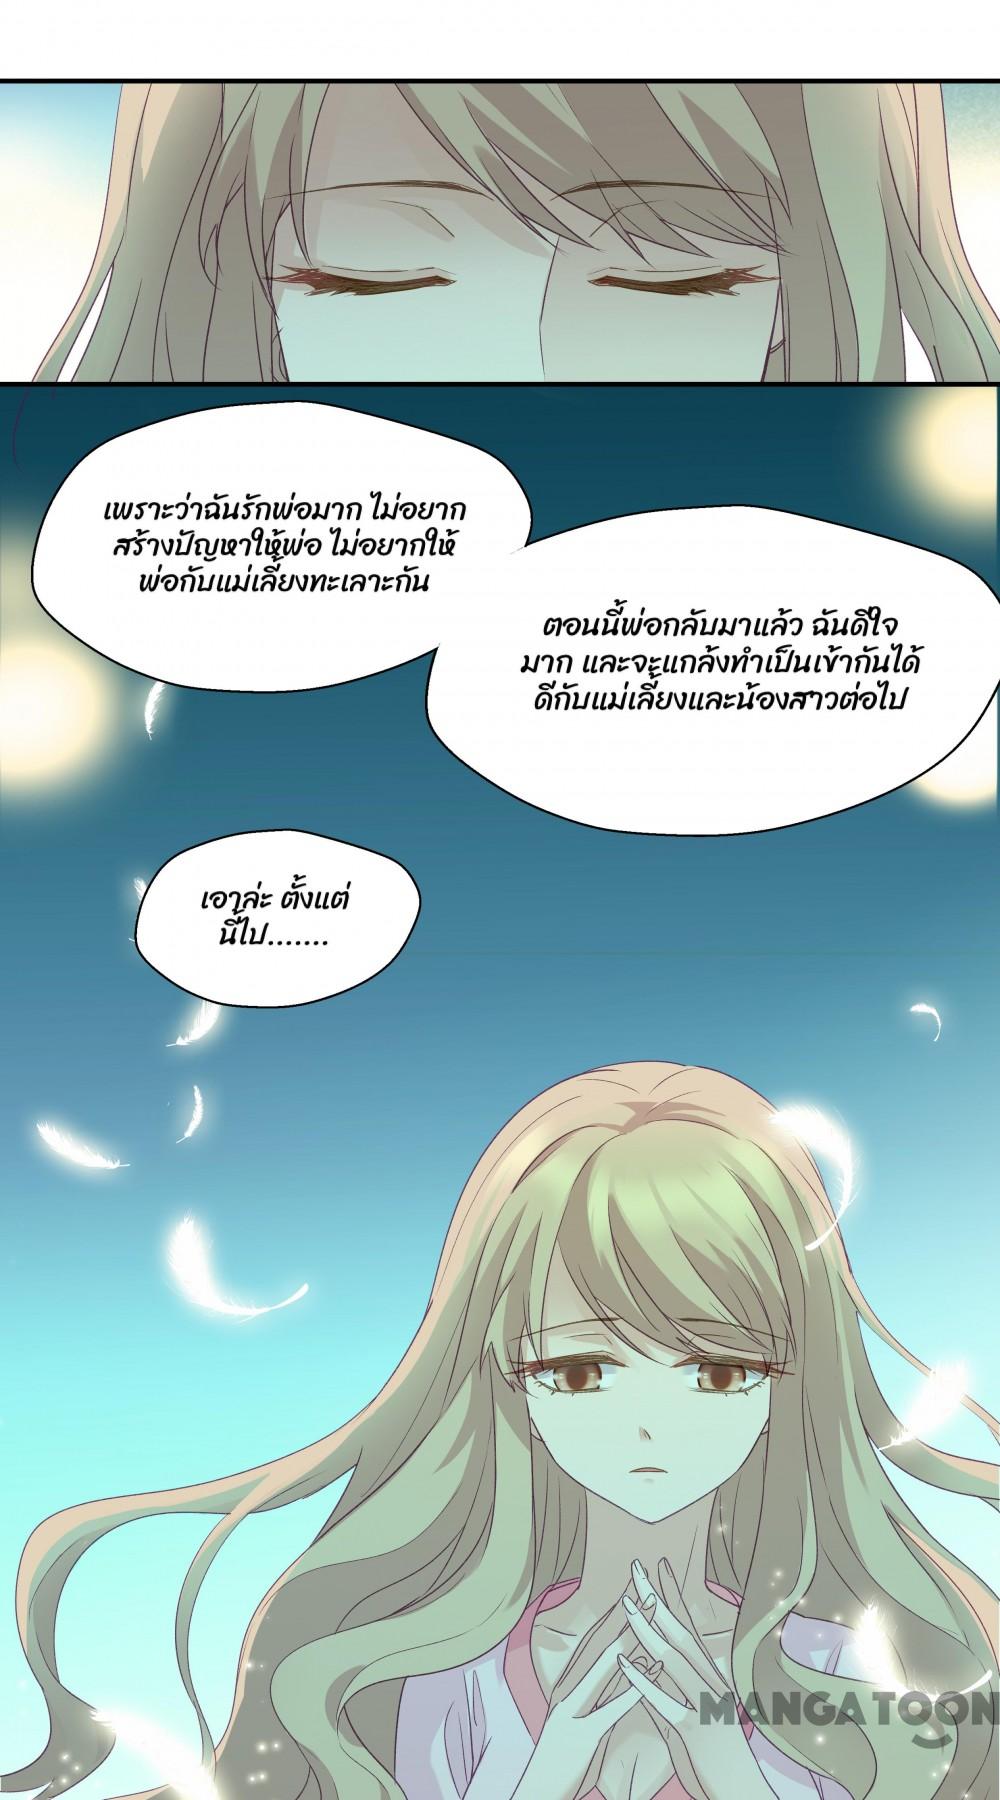 เพราะว่าฉันรักพ่อมาก ไม่อยาก
สร้างปัญหาให้พ่อ ไม่อยากให้
พ่อกับแม่เลี้ยงทะเลาะกัน
ตอนนี้พ่อกลับมาแล้ว ฉันดีใจ
มาก และจะแกล้งทำเป็นเข้ากันได้
ดีกับแม่เลี้ยงและน้องสาวต่อไป
เอาล่ะ ตั้งแต่
นี้ไป.......
MANGATOON